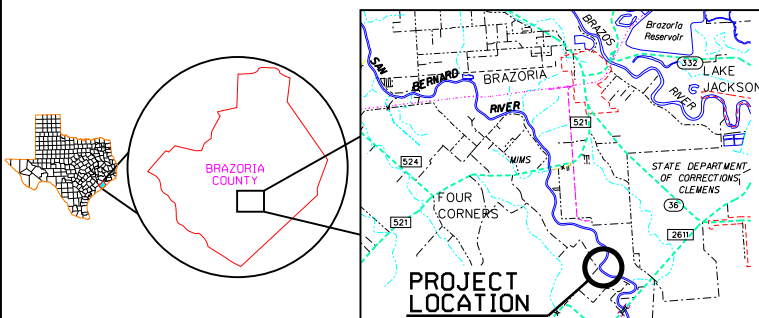 BRAZORIA
COUNTY
SAN
BERNARD
RIVER
BRAZORIA
BRAZOS
RIVER
Brazoria
Reservoir
332
LAKE
JACKSON
521
524
MIMS
STATE DEPARTMENT
OF CORRECTIONS
CLEMENS
FOUR
CORNERS
36
521
2611
PROJECT
LOCATION